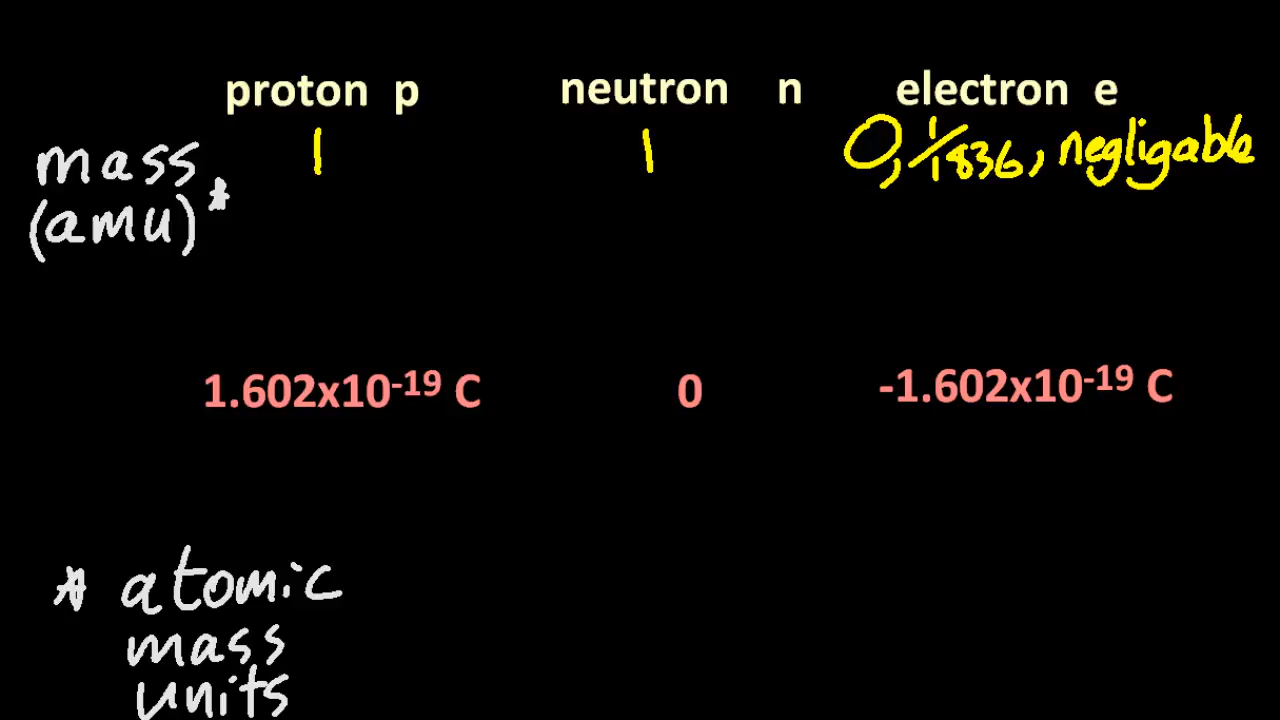 proton p neutron n electron e
mass 1 1 0, 1/1836, negligable
(amu)*
1.602x10⁻¹⁹ C 0 -1.602x10⁻¹⁹ C
* atomic
mass
units